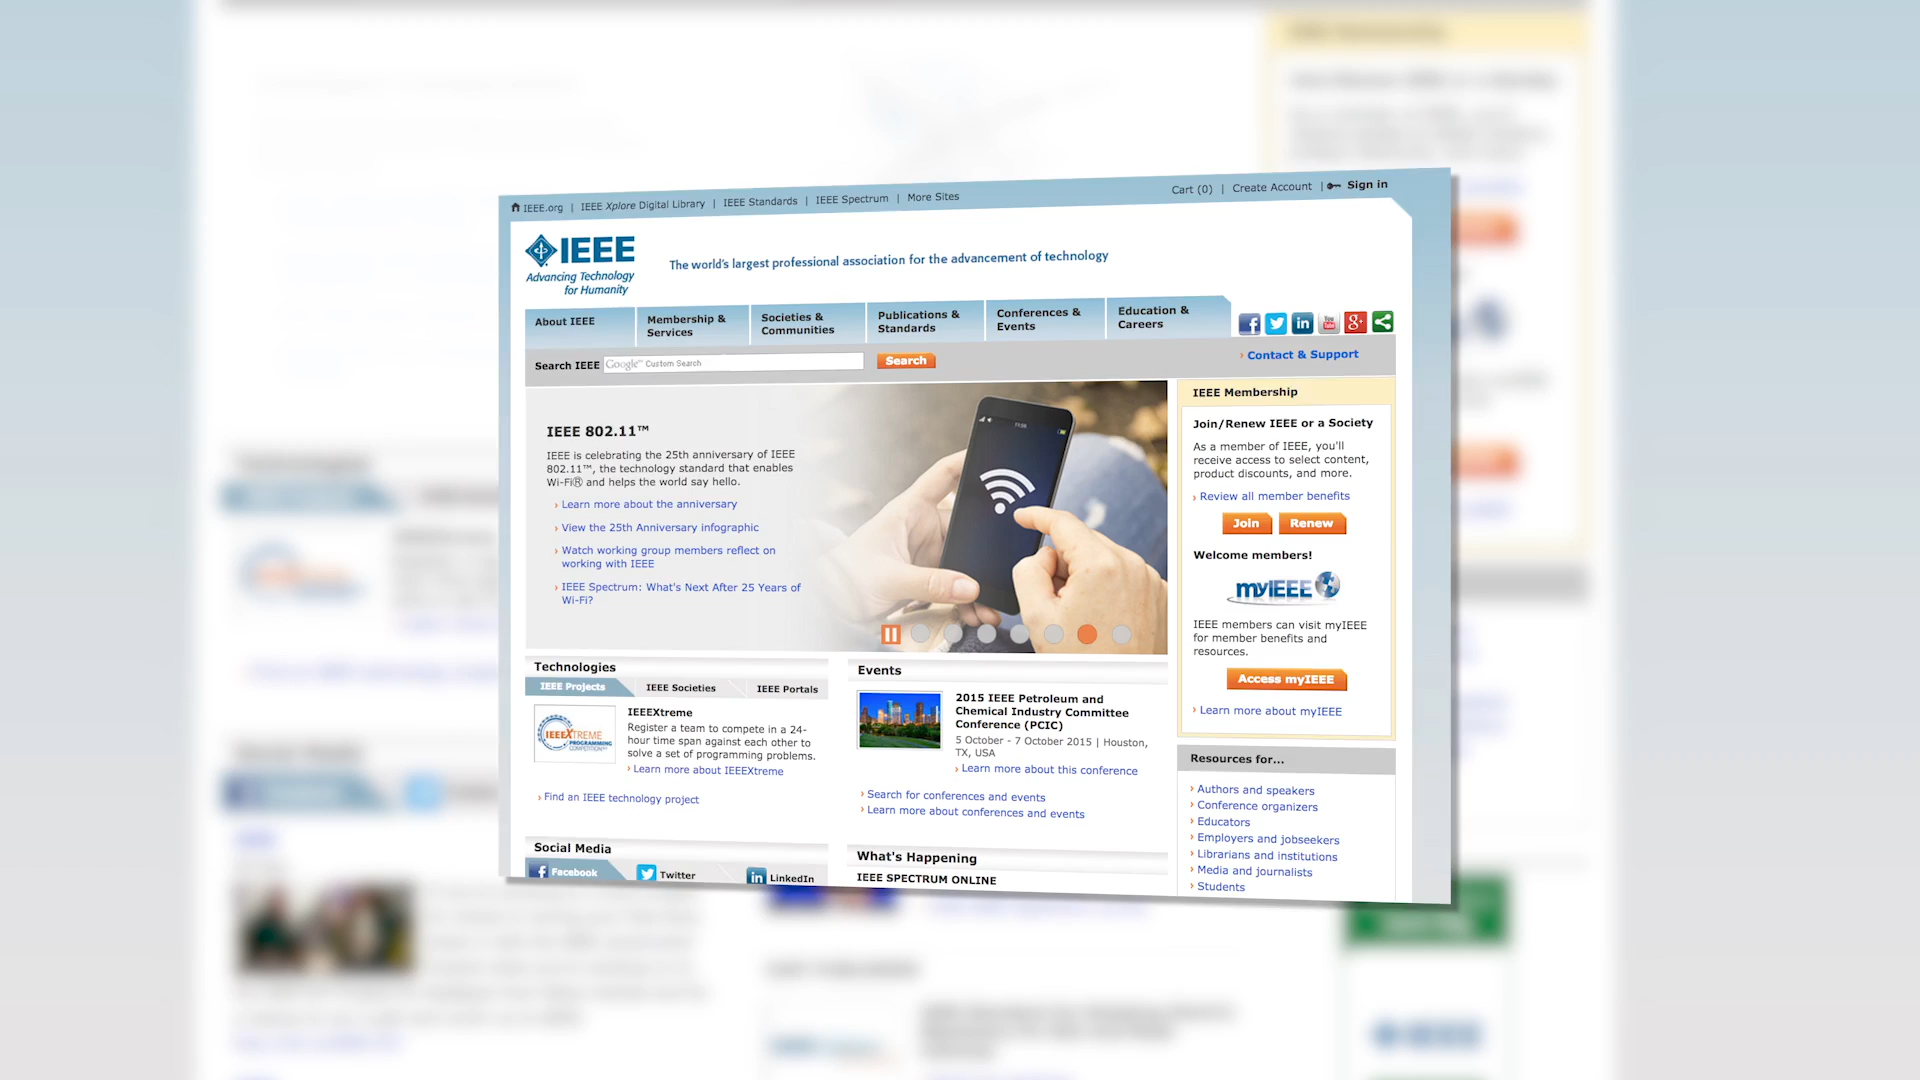 IEEE.org | IEEE Xplore Digital Library | IEEE Standards | IEEE Spectrum | More Sites
Cart (0) | Create Account | Sign in
IEEE
Advancing Technology
for Humanity
The world's largest professional association for the advancement of technology
About IEEE
Membership &
Services
Societies &
Communities
Publications &
Standards
Conferences &
Events
Education &
Careers
Search IEEE
Google™ Custom Search
Search
Contact & Support
IEEE 802.11™
IEEE is celebrating the 25th anniversary of IEEE
802.11™, the technology standard that enables
Wi-Fi® and helps the world say hello.
Learn more about the anniversary
View the 25th Anniversary infographic
Watch working group members reflect on
working with IEEE
IEEE Spectrum: What's Next After 25 Years of
Wi-Fi?
IEEE Membership
Join/Renew IEEE or a Society
As a member of IEEE, you'll
receive access to select content,
product discounts, and more.
Review all member benefits
Join
Renew
Welcome members!
myIEEE
IEEE members can visit myIEEE
for member benefits and
resources.
Access myIEEE
Learn more about myIEEE
Technologies
IEEE Projects
IEEE Societies
IEEE Portals
IEEEXTREME
PROGRAMMING
COMPETITION
IEEEXtreme
Register a team to compete in a 24-
hour time span against each other to
solve a set of programming problems.
Learn more about IEEEXtreme
Find an IEEE technology project
Events
2015 IEEE Petroleum and
Chemical Industry Committee
Conference (PCIC)
5 October - 7 October 2015 | Houston,
TX, USA
Learn more about this conference
Search for conferences and events
Learn more about conferences and events
Resources for...
Authors and speakers
Conference organizers
Educators
Employers and jobseekers
Librarians and institutions
Media and journalists
Students
Social Media
Facebook
Twitter
LinkedIn
What's Happening
IEEE SPECTRUM ONLINE